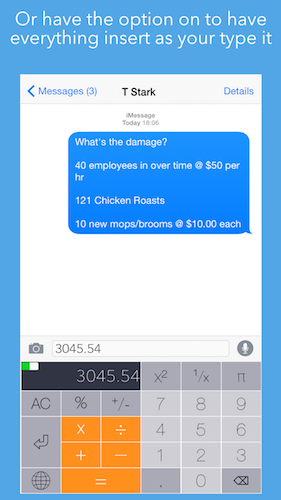 Or have the option on to have
everything insert as your type it
Messages (3) T Stark Details
iMessage
Today 18:06
What's the damage?
40 employees in over time @ $50 per
hr
121 Chicken Roasts
10 new mops/brooms @ $10.00 each
3045.54
3045.54 x² ¹/x π
AC % +/- 7 8 9
x ÷ 4 5 6
+ − 1 2 3
= . 0